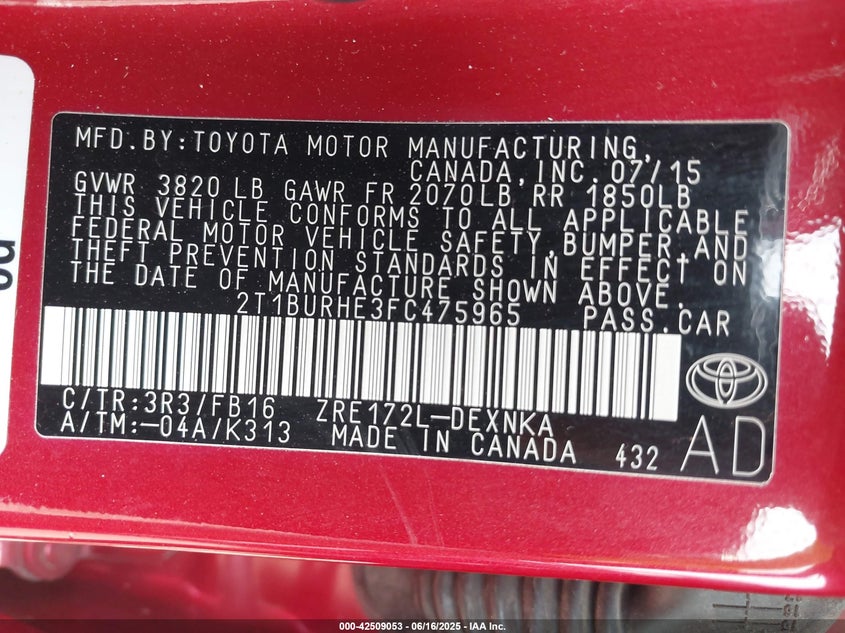 MFD.BY:TOYOTA MOTOR MANUFACTURING,
CANADA,INC. 07/15
GVWR 3820 LB GAWR FR 2070LB RR 1850LB
THIS VEHICLE CONFORMS TO ALL APPLICABLE
FEDERAL MOTOR VEHICLE SAFETY,BUMPER,AND
THEFT PREVENTION STANDARDS IN EFFECT ON
THE DATE OF MANUFACTURE SHOWN ABOVE.
2T1BURHE3FC475965 PASS.CAR
C/TR:3R3/FB16 ZRE172L-DEXNKA
A/TM:-04A/K313 MADE IN CANADA 432 AD
000-42509053 - 06/16/2025 - IAA Inc.